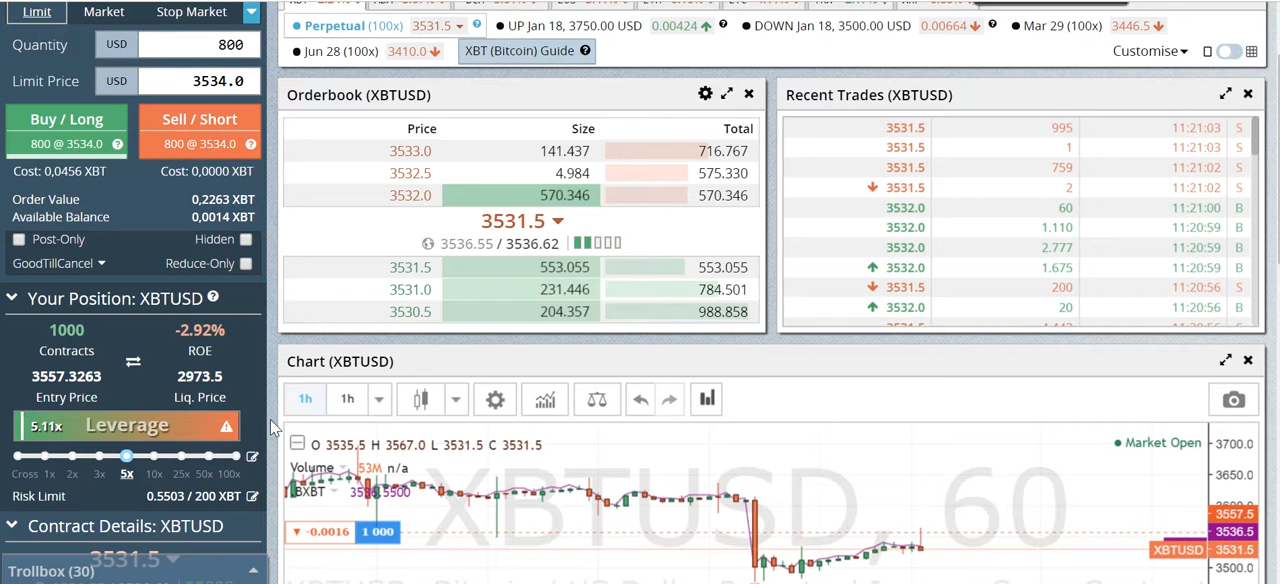 Limit Market Stop Market
Quantity USD 800
Limit Price USD 3534.0
Buy / Long
800 @ 3534.0 ?
Sell / Short
800 @ 3534.0 ?
Cost: 0,0456 XBT Cost: 0,0000 XBT
Order Value 0,2263 XBT
Available Balance 0,0014 XBT
Post-Only Hidden
GoodTillCancel Reduce-Only
Your Position: XBTUSD ?
1000 -2.92%
Contracts ROE
3557.3263 2973.5
Entry Price Liq. Price
5.11x Leverage
Cross 1x 2x 3x 5x 10x 25x 50x 100x
Risk Limit 0.5503 / 200 XBT
Contract Details: XBTUSD
3531.5
Trollbox (30)
Perpetual (100x) 3531.5 ? UP Jan 18, 3750.00 USD 0.00424 ? DOWN Jan 18, 3500.00 USD 0.00664 ? Mar 29 (100x) 3446.5
Jun 28 (100x) 3410.0 XBT (Bitcoin) Guide ? Customise
Orderbook (XBTUSD)
Price Size Total
3533.0 141.437 716.767
3532.5 4.984 575.330
3532.0 570.346 570.346
3531.5
3536.55 / 3536.62
3531.5 553.055 553.055
3531.0 231.446 784.501
3530.5 204.357 988.858
Recent Trades (XBTUSD)
3531.5 995 11:21:03 S
3531.5 1 11:21:03 S
3531.5 759 11:21:02 S
3531.5 2 11:21:02 S
3532.0 60 11:21:00 B
3532.0 1.110 11:20:59 B
3532.0 2.777 11:20:59 B
3532.0 1.675 11:20:59 B
3531.5 200 11:20:56 S
3532.0 20 11:20:56 B
Chart (XBTUSD)
1h 1h
O 3535.5 H 3567.0 L 3531.5 C 3531.5
Market Open
Volume 53M n/a
XBTUSD, 60
-0.0016 1 000
3700.0
3650.0
3557.5
3536.5
XBTUSD 3531.5
3500.0